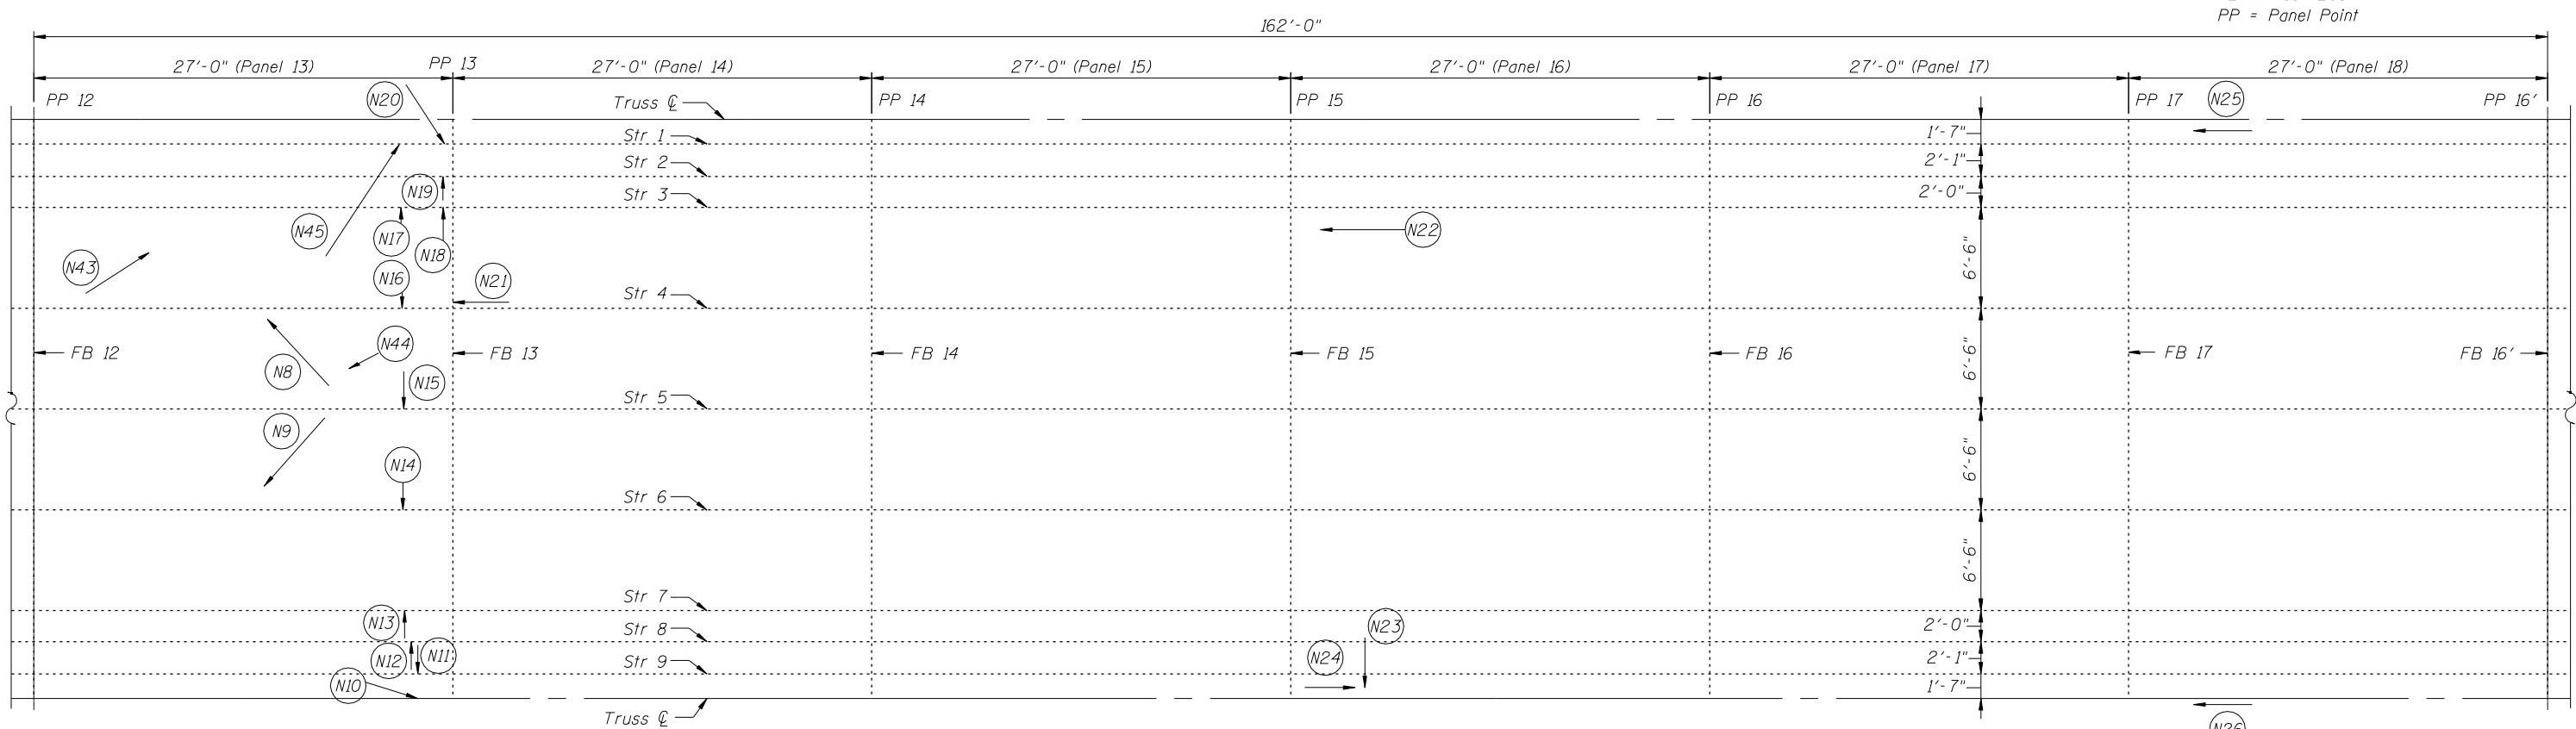 PP = Panel Point
162'-0"
27'-0" (Panel 13)
PP 13
27'-0" (Panel 14)
27'-0" (Panel 15)
27'-0" (Panel 16)
27'-0" (Panel 17)
27'-0" (Panel 18)
PP 12
N20
Truss ℄
PP 14
PP 15
PP 16
PP 17
N25
PP 16'
Str 1
1'-7"
Str 2
2'-1"
N19
Str 3
2'-0"
N45
N17
N18
N22
6'-6"
N43
N16
N21
Str 4
FB 12
N44
FB 13
FB 14
FB 15
FB 16
6'-6"
FB 17
FB 16'
N8
N15
Str 5
N9
6'-6"
N14
Str 6
6'-6"
Str 7
N13
Str 8
N23
2'-0"
N12
N11
Str 9
N24
2'-1"
N10
1'-7"
Truss ℄
N26